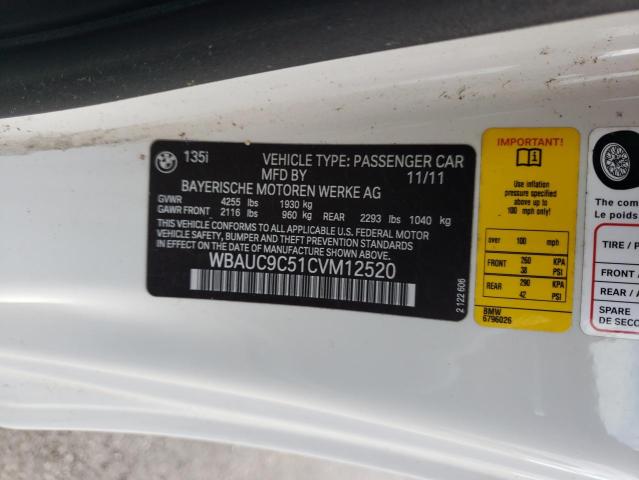 135i VEHICLE TYPE: PASSENGER CAR
MFD BY 11/11
BAYERISCHE MOTOREN WERKE AG
GVWR 4255 lbs 1930 kg
GAWR FRONT 2116 lbs 960 kg REAR 2293 lbs 1040 kg
THIS VEHICLE CONFORMS TO ALL APPLICABLE U.S. FEDERAL MOTOR
VEHICLE SAFETY, BUMPER AND THEFT PREVENTION STANDARDS
IN EFFECT ON THE DATE OF MANUFACTURE SHOWN ABOVE.
WBAUC9C51CVM12520
2 122 606
IMPORTANT!
Use inflation
pressure specified
above up to
100 mph only!
over 100 mph
FRONT 260 KPA
38 PSI
REAR 290 KPA
42 PSI
BMW
6796026
The com
Le poids
TIRE / P
FRONT /
REAR / A
SPARE
DE SECO